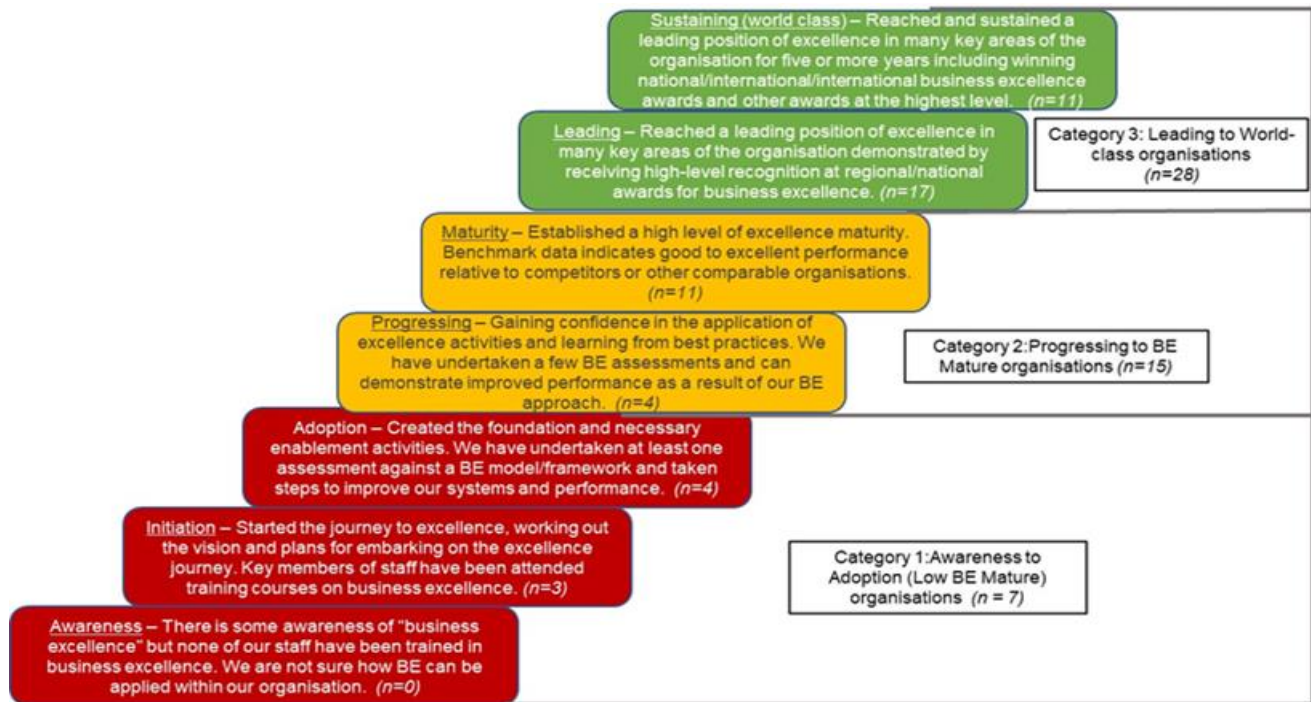 Sustaining (world class) – Reached and sustained a
leading position of excellence in many key areas of the
organisation for five or more years including winning
national/international/international business excellence
awards and other awards at the highest level. (n=11)
Leading – Reached a leading position of excellence in
many key areas of the organisation demonstrated by
receiving high-level recognition at regional/national
awards for business excellence. (n=17)
Category 3: Leading to World-
class organisations
(n=28)
Maturity – Established a high level of excellence maturity.
Benchmark data indicates good to excellent performance
relative to competitors or other comparable organisations.
(n=11)
Progressing – Gaining confidence in the application of
excellence activities and learning from best practices. We
have undertaken a few BE assessments and can
demonstrate improved performance as a result of our BE
approach. (n=4)
Category 2:Progressing to BE
Mature organisations (n=15)
Adoption – Created the foundation and necessary
enablement activities. We have undertaken at least one
assessment against a BE model/framework and taken
steps to improve our systems and performance. (n=4)
Initiation – Started the journey to excellence, working out
the vision and plans for embarking on the excellence
journey. Key members of staff have been attended
training courses on business excellence. (n=3)
Category 1:Awareness to
Adoption (Low BE Mature)
organisations (n = 7)
Awareness – There is some awareness of “business
excellence” but none of our staff have been trained in
business excellence. We are not sure how BE can be
applied within our organisation. (n=0)